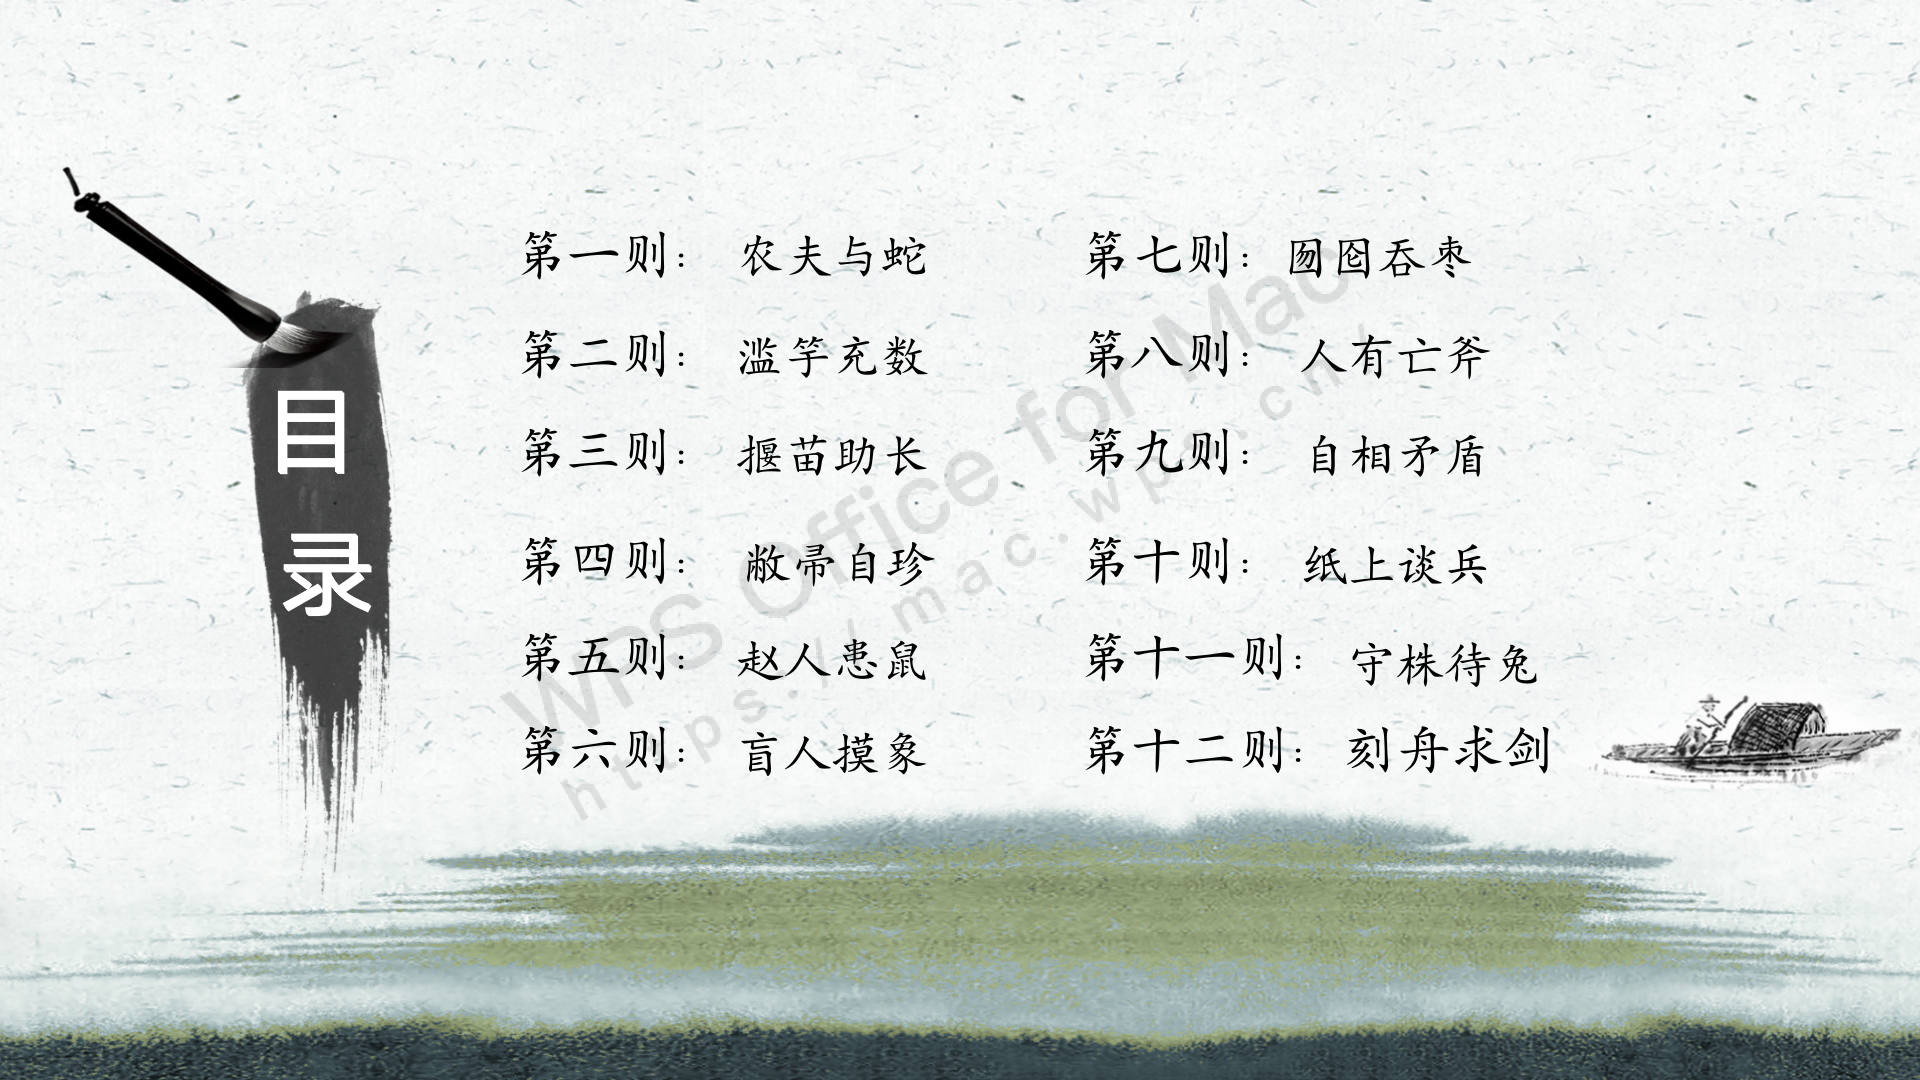 目录
第一则： 农夫与蛇
第二则： 滥竽充数
第三则： 揠苗助长
第四则： 敝帚自珍
第五则： 赵人患鼠
第六则： 盲人摸象
第七则：囫囵吞枣
第八则： 人有亡斧
第九则： 自相矛盾
第十则： 纸上谈兵
第十一则： 守株待兔
第十二则： 刻舟求剑
WPS Office for Mac
https://mac.wps.cn/